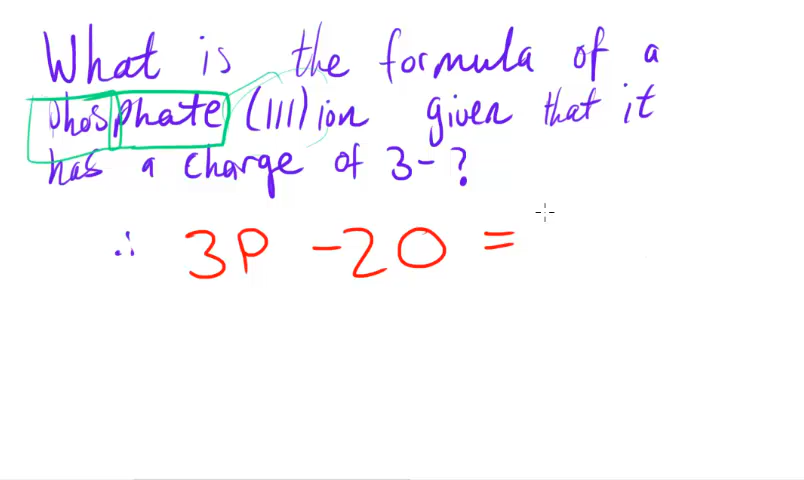 What is the formula of a
phosphate (III) ion given that it
has a charge of 3-?
∴ 3P -2O =